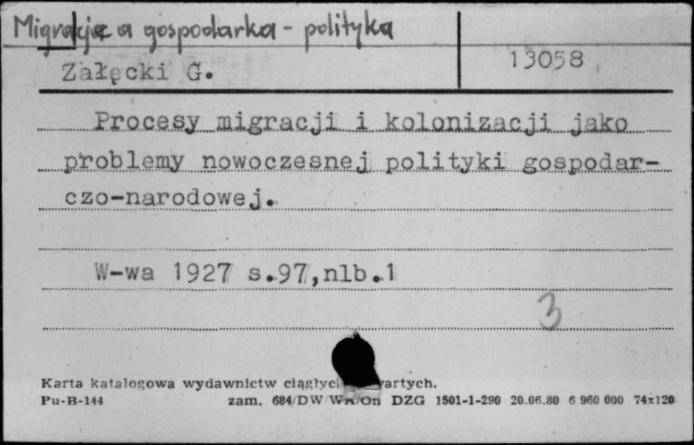 Migracje a gospodarka - polityka
Załęcki G.
13058
Procesy migracji i kolonizacji jako
problemy nowoczesnej polityki gospodar-
czo-narodowej.
W-wa 1927 s.97,nlb.1
3
Karta katalogowa wydawnictw ciągłych wartych.
Pu-B-144 zam. 684/DW DZG 1501-1-290 20.06.80 6 960 000 74x120